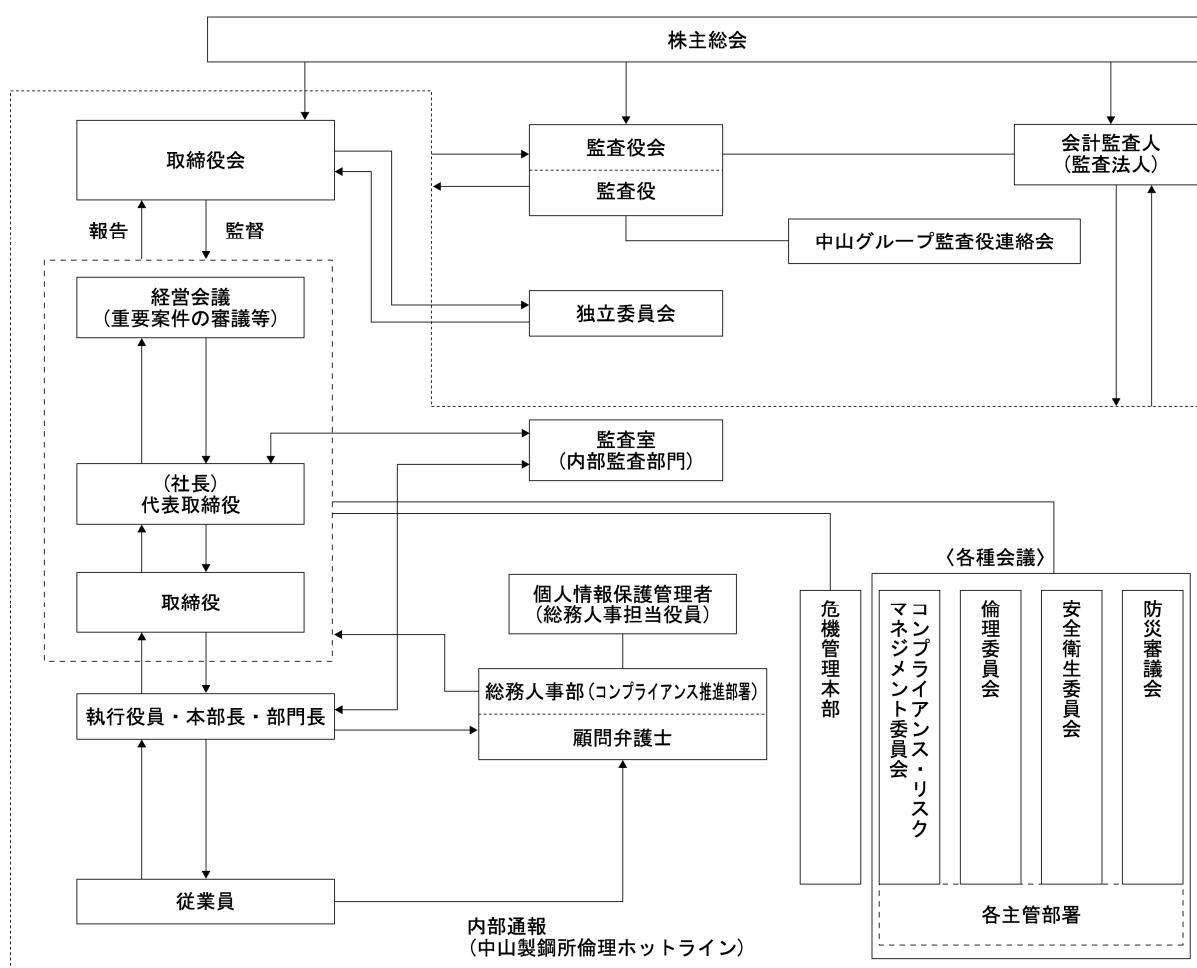 株主総会
取締役会
監査役会
監査役
会計監査人
(監査法人)
報告
監督
中山グループ監査役連絡会
経営会議
(重要案件の審議等)
独立委員会
監査室
(内部監査部門)
(社長)
代表取締役
取締役
個人情報保護管理者
(総務人事担当役員)
総務人事部(コンプライアンス推進部署)
顧問弁護士
執行役員・本部長・部門長
従業員
内部通報
(中山製鋼所倫理ホットライン)
危機管理本部
〈各種会議〉
コンプライアンス・リスク
マネジメント委員会
倫理委員会
安全衛生委員会
防災審議会
各主管部署